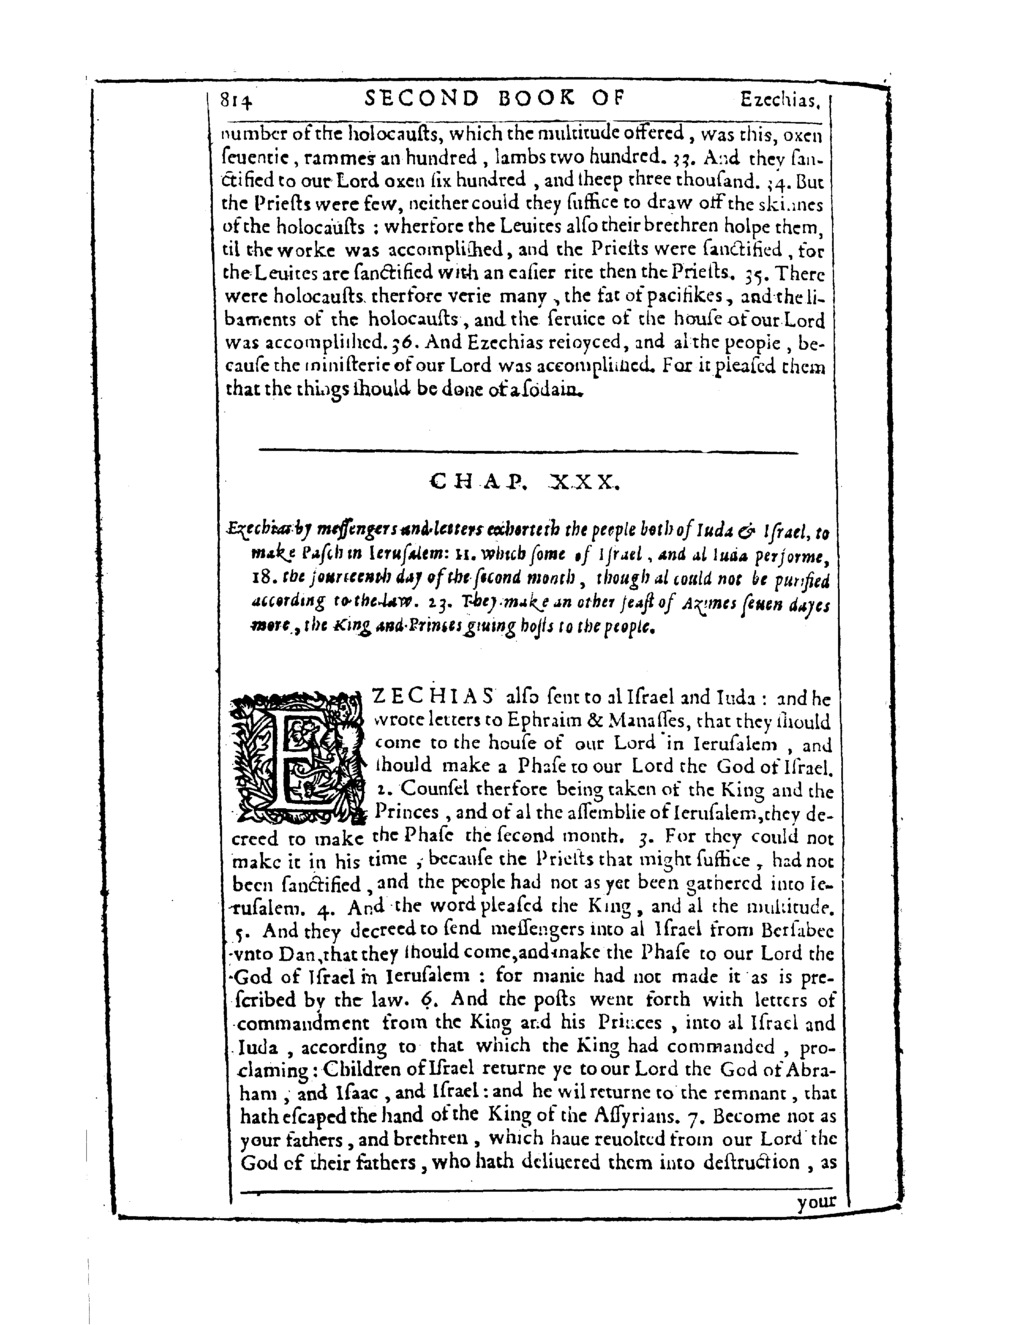 814 SECOND BOOK OF Ezechias,
number of the holocauſts, which the multitude offered, was this, oxen
ſeuentie, rammes an hundred, lambs two hundred. 33. And they ſan-
ctified to our Lord oxen ſix hundred, and ſheep three thouſand. 34. But
the Prieſts were few, neither could they ſuffice to draw off the skinnes
of the holocauſts: wherfore the Leuites alſo their brethren holpe them,
til the worke was accompliſhed, and the Prieſts were ſanctified, for
the Leuites are ſanctified with an eaſier rite then the Prieſts. 35. There
were holocauſts therfore verie many, the fat of pacifikes, and the li-
baments of the holocauſts, and the ſeruice of the houſe of our Lord
was accompliſhed. 36. And Ezechias reioyced, and al the people, be-
cauſe the miniſterie of our Lord was accompliſhed. For it pleaſed them
that the things ſhould be done of a ſodain.
CHAP. XXX.
Ezechias by meſſengers and letters exhorteth the people both of Iuda & Iſrael, to
make Paſch in Ieruſalem: 11. which ſome of Iſrael, and al Iuda performe,
18. the fourteenth day of the ſecond month, though al could not be purified
according to the law. 23. They make an other feaſt of Azimes ſeuen dayes
more, the King and Princes giuing hoſts to the people.
EZECHIAS alſo ſent to al Iſrael and Iuda: and he
wrote letters to Ephraim & Manaſſes, that they ſhould
come to the houſe of our Lord in Ieruſalem, and
ſhould make a Phaſe to our Lord the God of Iſrael.
2. Counſel therfore being taken of the King and the
Princes, and of al the aſſemblie of Ieruſalem, they de-
creed to make the Phaſe the ſecond month. 3. For they could not
make it in his time, becauſe the Prieſts that might ſuffice, had not
been ſanctified, and the people had not as yet been gathered into Ie-
ruſalem. 4. And the word pleaſed the King, and al the multitude.
5. And they decreed to ſend meſſengers into al Iſrael from Berſabee
vnto Dan, that they ſhould come, and make the Phaſe to our Lord the
God of Iſrael in Ieruſalem: for manie had not made it as is pre-
ſcribed by the law. 6. And the poſts went forth with letters of
commandment from the King and his Princes, into al Iſrael and
Iuda, according to that which the King had commanded, pro-
claming: Children of Iſrael returne ye to our Lord the God of Abra-
ham, and Iſaac, and Iſrael: and he wil returne to the remnant, that
hath eſcaped the hand of the King of the Aſſyrians. 7. Become not as
your fathers, and brethren, which haue reuolted from our Lord the
God of their fathers, who hath deliuered them into deſtruction, as
your